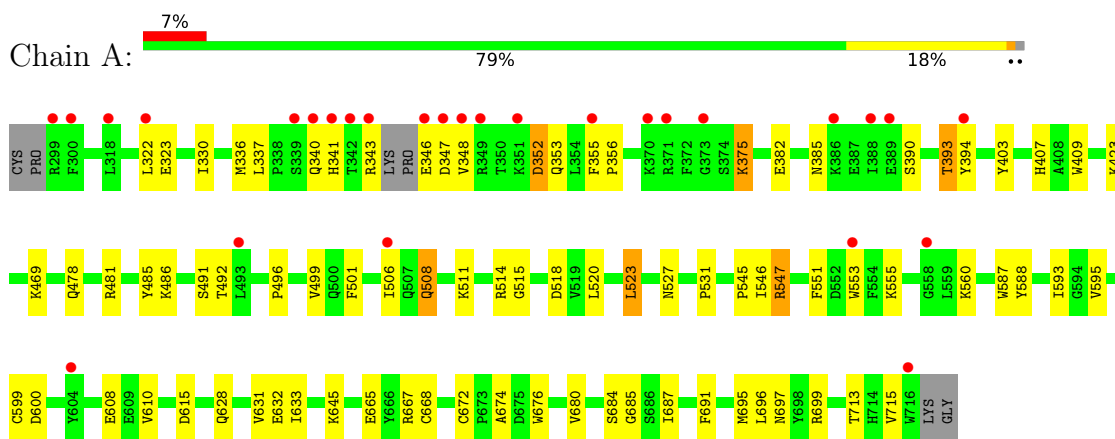 7%
Chain A:
79% 18% ••
CYS PRO R299 F300 L318 L322 E323 I330 M336 L337 P338 S339 Q340 H341 T342 R343 LYS PRO E346 D347 V348 R349 T350 K351 D352 Q353 L354 F355 P356 K370 R371 F372 G373 S374 K375 E382 N385 K386 E387 I388 E389 S390 T393 Y394 Y403 H407 A408 W409 K423
K469 Q478 R481 Y485 K486 S491 T492 L493 P496 V499 Q500 F501 I506 Q507 Q508 K511 R514 G515 D518 V519 L520 L523 N527 P531 P545 I546 R547 F551 D552 W553 F554 K555 G558 L559 K560 W587 Y588 I593 G594 V595
C599 D600 Y604 E608 E609 V610 D615 Q628 V631 E632 I633 K645 E665 Y666 R667 C668 C672 P673 A674 D675 W676 V680 S684 G685 S686 I687 F691 M695 L696 N697 Y698 R699 T713 H714 V715 W716 LYS GLY